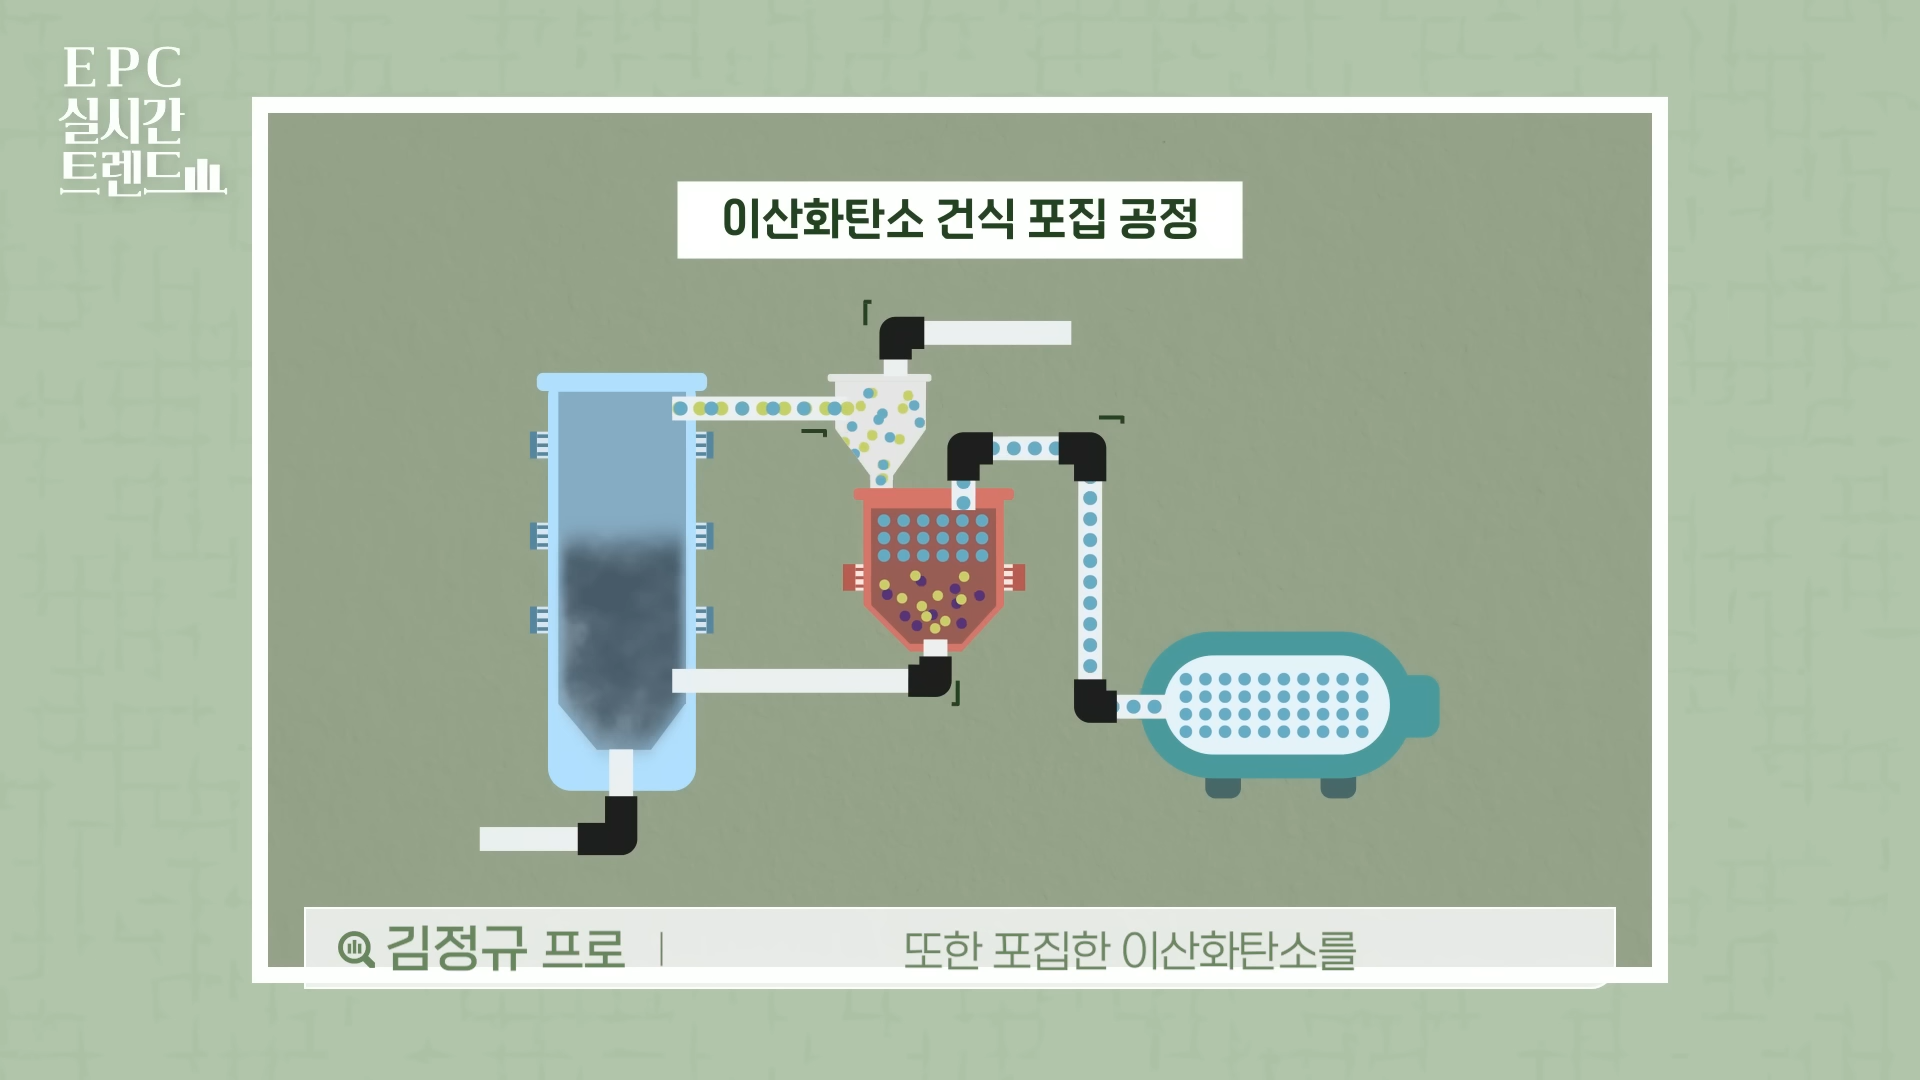 EPC
실시간
트렌드
이산화탄소 건식 포집 공정
김정규 프로
또한 포집한 이산화탄소를